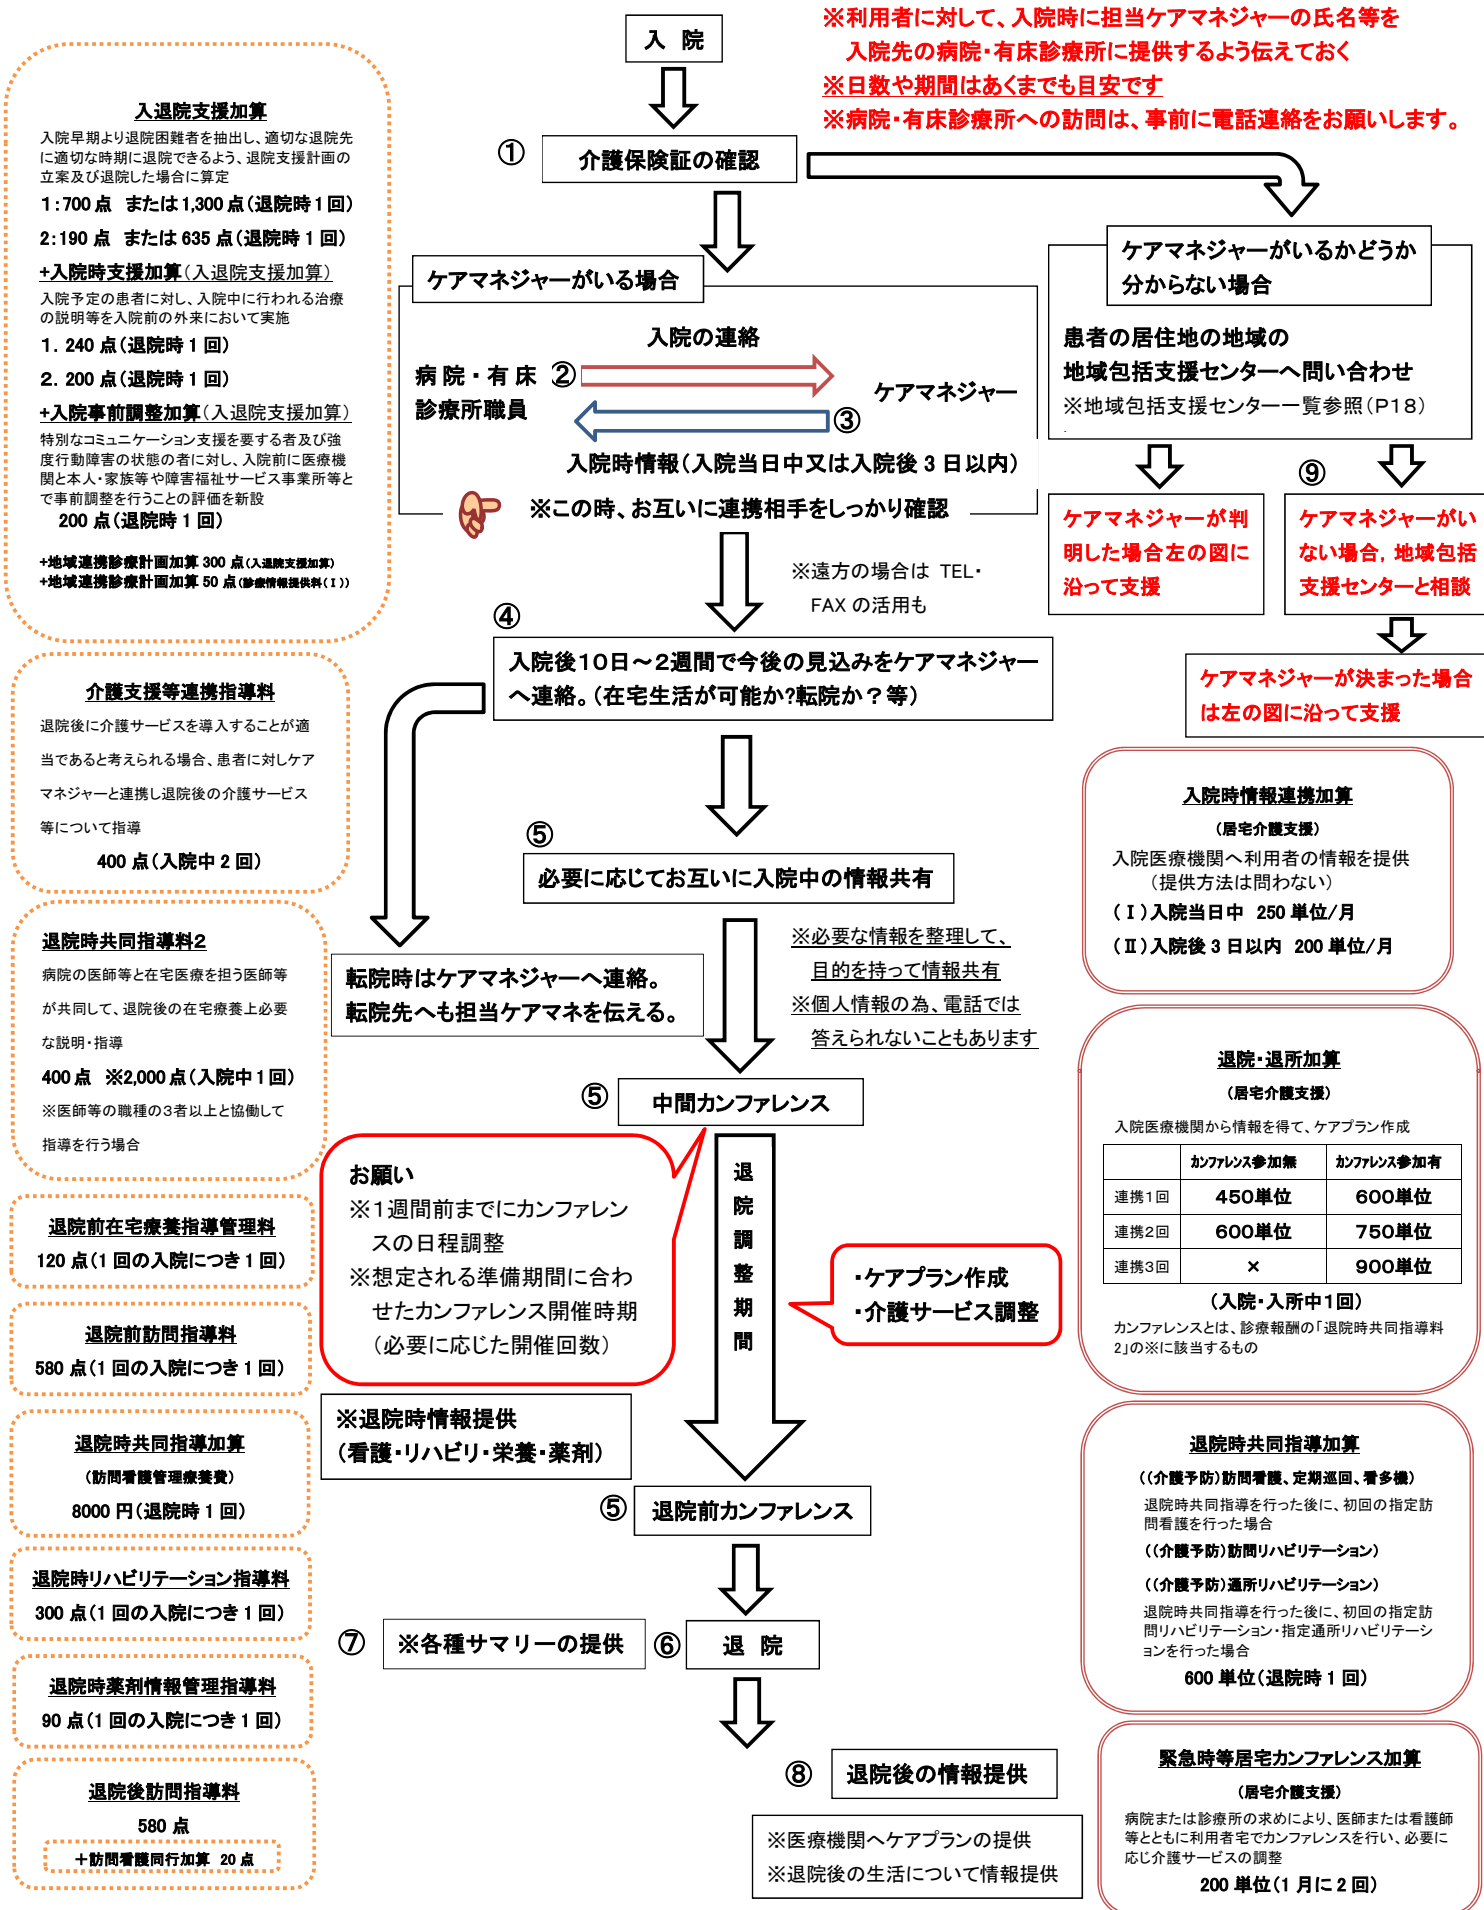 入 院
※利用者に対して、入院時に担当ケアマネジャーの氏名等を
入院先の病院・有床診療所に提供するよう伝えておく
※日数や期間はあくまでも目安です
※病院・有床診療所への訪問は、事前に電話連絡をお願いします。
① 介護保険証の確認
ケアマネジャーがいる場合
病院・有床
診療所職員
入院の連絡
②
ケアマネジャー
③
入院時情報(入院当日中又は入院後3日以内)
※この時、お互いに連携相手をしっかり確認
ケアマネジャーがいるかどうか
分からない場合
患者の居住地の地域の
地域包括支援センターへ問い合わせ
※地域包括支援センター一覧参照(P18)
⑨
ケアマネジャーが判
明した場合左の図に
沿って支援
ケアマネジャーがい
ない場合, 地域包括
支援センターと相談
ケアマネジャーが決まった場合
は左の図に沿って支援
※遠方の場合は TEL・
FAX の活用も
④
入院後10日~2週間で今後の見込みをケアマネジャー
へ連絡。(在宅生活が可能か?転院か?等)
⑤
必要に応じてお互いに入院中の情報共有
転院時はケアマネジャーへ連絡。
転院先へも担当ケアマネを伝える。
※必要な情報を整理して、
目的を持って情報共有
※個人情報の為、電話では
答えられないこともあります
⑤ 中間カンファレンス
お願い
※1週間前までにカンファレン
スの日程調整
※想定される準備期間に合わ
せたカンファレンス開催時期
(必要に応じた開催回数)
退
院
調
整
期
間
・ケアプラン作成
・介護サービス調整
※退院時情報提供
(看護・リハビリ・栄養・薬剤)
⑤ 退院前カンファレンス
⑦ ※各種サマリーの提供
⑥ 退 院
⑧ 退院後の情報提供
※医療機関へケアプランの提供
※退院後の生活について情報提供
入退院支援加算
入院早期より退院困難者を抽出し、適切な退院先
に適切な時期に退院できるよう、退院支援計画の
立案及び退院した場合に算定
1:700点 または1,300点(退院時1回)
2:190点 または635点(退院時1回)
+入院時支援加算(入退院支援加算)
入院予定の患者に対し、入院中に行われる治療
の説明等を入院前の外来において実施
1. 240点(退院時1回)
2. 200点(退院時1回)
+入院事前調整加算(入退院支援加算)
特別なコミュニケーション支援を要する者及び強
度行動障害の状態の者に対し、入院前に医療機
関と本人・家族等や障害福祉サービス事業所等と
で事前調整を行うことの評価を新設
200点(退院時1回)
+地域連携診療計画加算300点(入退院支援加算)
+地域連携診療計画加算50点(診療情報提供料(Ⅰ))
介護支援等連携指導料
退院後に介護サービスを導入することが適
当であると考えられる場合、患者に対しケア
マネジャーと連携し退院後の介護サービス
等について指導
400点(入院中2回)
退院時共同指導料2
病院の医師等と在宅医療を担う医師等
が共同して、退院後の在宅療養上必要
な説明・指導
400点 ※2,000点(入院中1回)
※医師等の職種の3者以上と協働して
指導を行う場合
退院前在宅療養指導管理料
120点(1回の入院につき1回)
退院前訪問指導料
580点(1回の入院につき1回)
退院時共同指導加算
(訪問看護管理療養費)
8000円(退院時1回)
退院時リハビリテーション指導料
300点(1回の入院につき1回)
退院時薬剤情報管理指導料
90点(1回の入院につき1回)
退院後訪問指導料
580点
+訪問看護同行加算 20点
入院時情報連携加算
(居宅介護支援)
入院医療機関へ利用者の情報を提供
(提供方法は問わない)
(Ⅰ)入院当日中 250単位/月
(Ⅱ)入院後3日以内 200単位/月
退院・退所加算
(居宅介護支援)
入院医療機関から情報を得て、ケアプラン作成
カンファレンス参加無 カンファレンス参加有
連携1回 450単位 600単位
連携2回 600単位 750単位
連携3回 × 900単位
(入院・入所中1回)
カンファレンスとは、診療報酬の「退院時共同指導料
2」の※に該当するもの
退院時共同指導加算
((介護予防)訪問看護、定期巡回、看多機)
退院時共同指導を行った後に、初回の指定訪
問看護を行った場合
((介護予防)訪問リハビリテーション)
((介護予防)通所リハビリテーション)
退院時共同指導を行った後に、初回の指定訪
問リハビリテーション・指定通所リハビリテーシ
ョンを行った場合
600単位(退院時1回)
緊急時等居宅カンファレンス加算
(居宅介護支援)
病院または診療所の求めにより、医師または看護師
等とともに利用者宅でカンファレンスを行い、必要に
応じ介護サービスの調整
200単位(1月に2回)